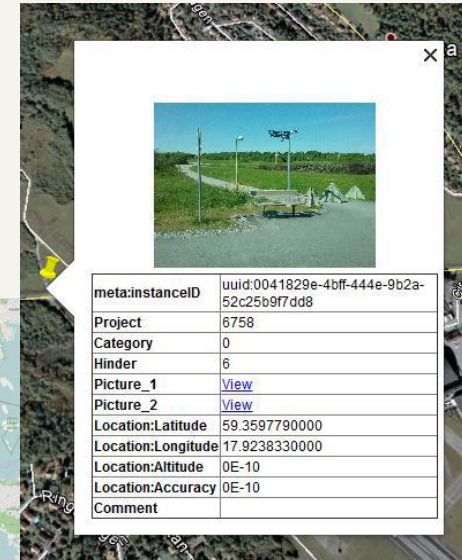 ×
meta:instanceID uuid:0041829e-4bff-444e-9b2a-
52c25b9f7dd8
Project 6758
Category 0
Hinder 6
Picture_1 View
Picture_2 View
Location:Latitude 59.3597790000
Location:Longitude 17.9238330000
Location:Altitude 0E-10
Location:Accuracy 0E-10
Comment